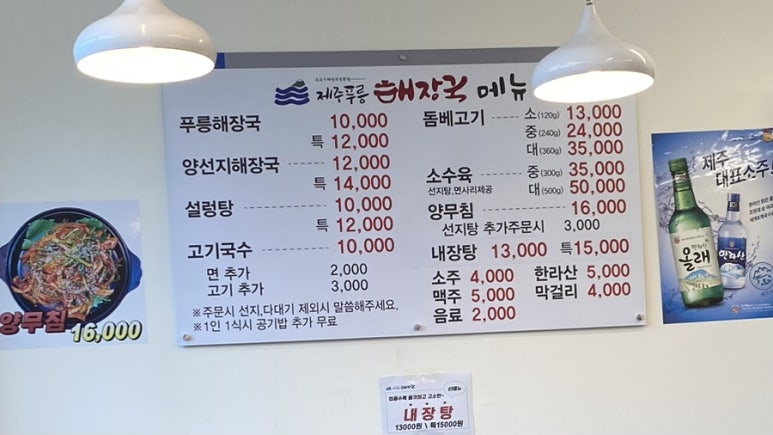 제주푸릉 해장국 메뉴
푸릉해장국 10,000
특 12,000
양선지해장국 12,000
특 14,000
설렁탕 10,000
특 12,000
고기국수 10,000
면 추가 2,000
고기 추가 3,000
※주문시 선지,다대기 제외시 말씀해주세요.
※1인 1식시 공기밥 추가 무료
돔베고기 소(120g) 13,000
중(240g) 24,000
대(360g) 35,000
소수육 중(300g) 35,000
선지탕,면사리제공 대(500g) 50,000
양무침 16,000
선지탕 추가주문시 3,000
내장탕 13,000 특15,000
소주 4,000 한라산 5,000
맥주 5,000 막걸리 4,000
음료 2,000
양무침 16,000
제주
대표소주
올래
한라산
신메뉴
내장탕
13000원 \ 특15000원